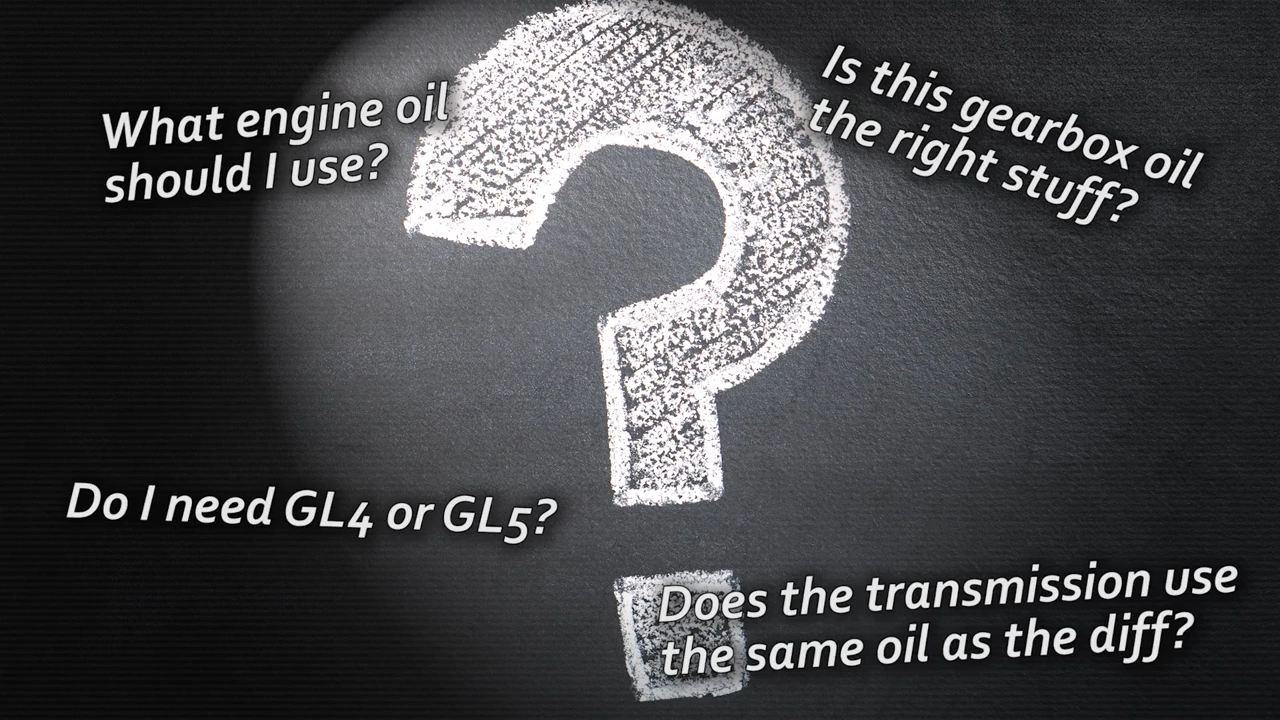 What engine oil
should I use?
Is this gearbox oil
the right stuff?
Do I need GL4 or GL5?
Does the transmission use
the same oil as the diff?